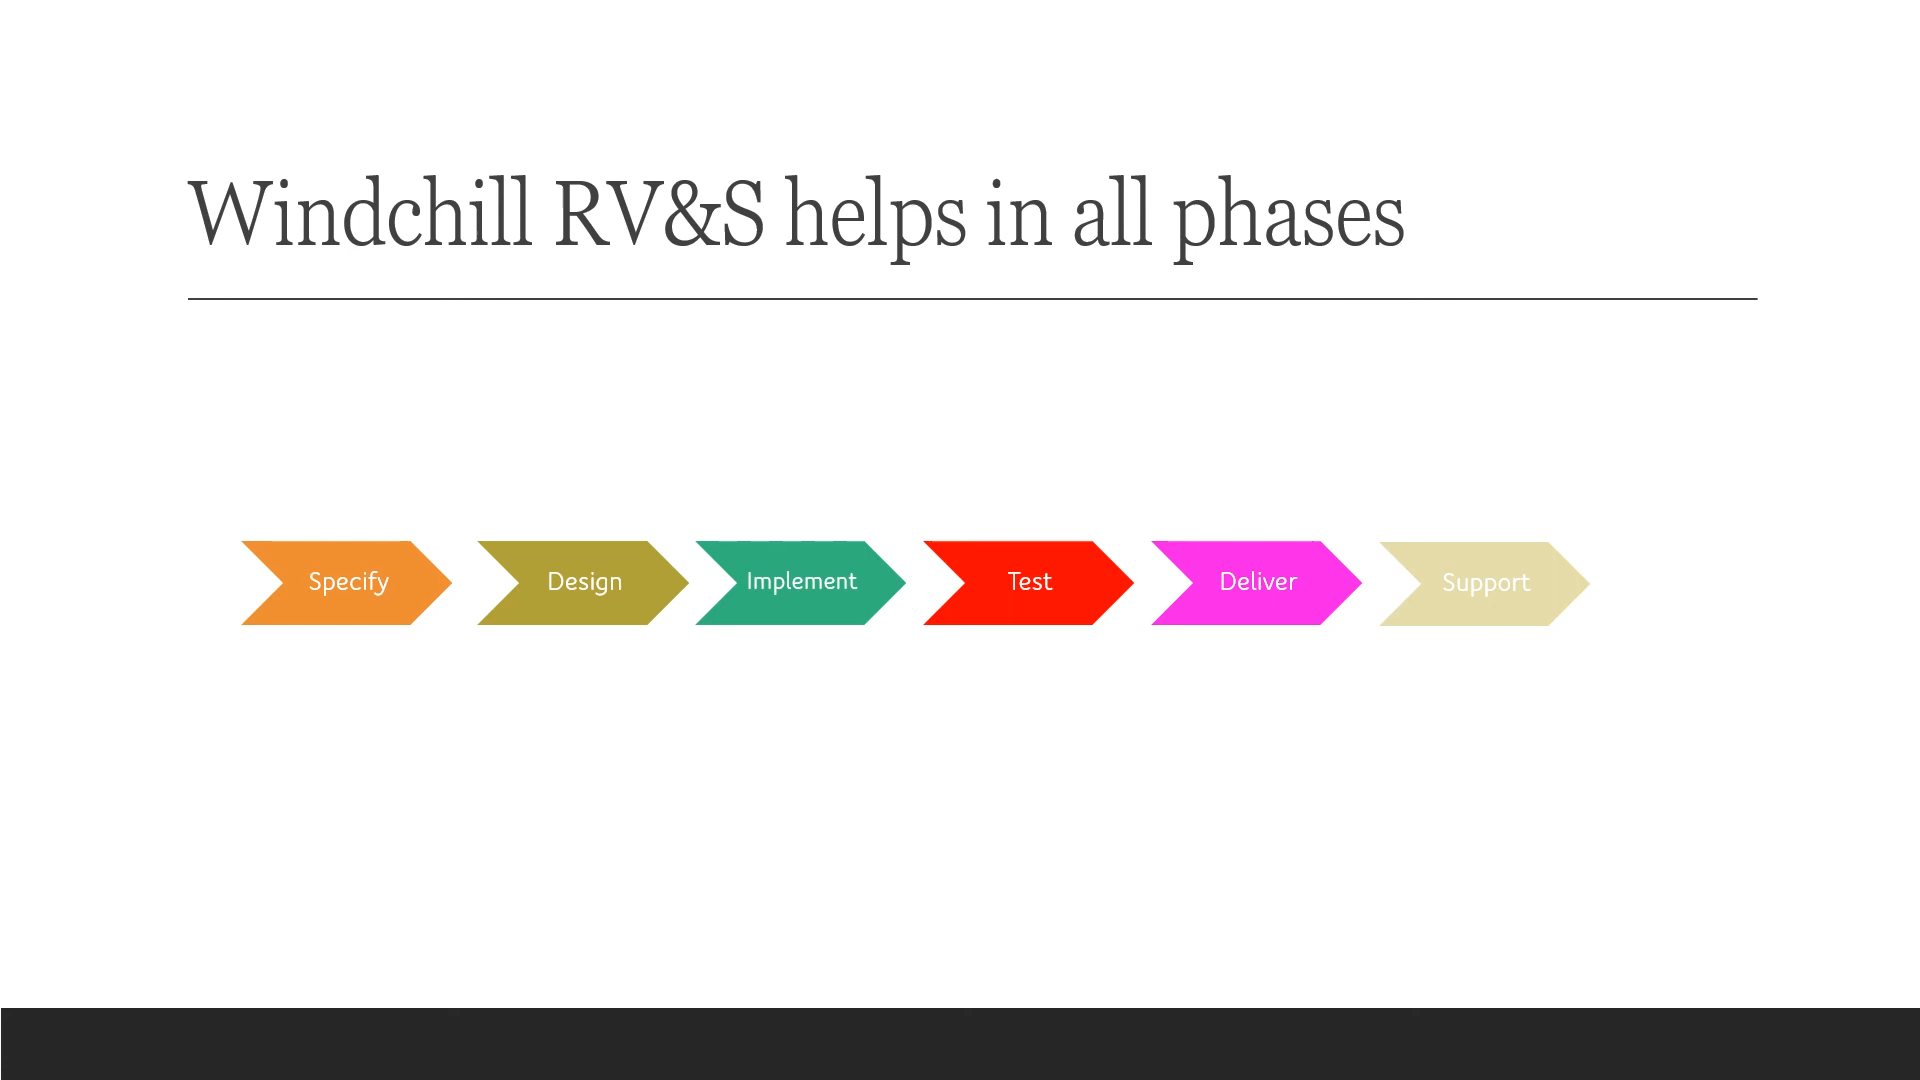 Windchill RV&S helps in all phases
Specify
Design
Implement
Test
Deliver
Support